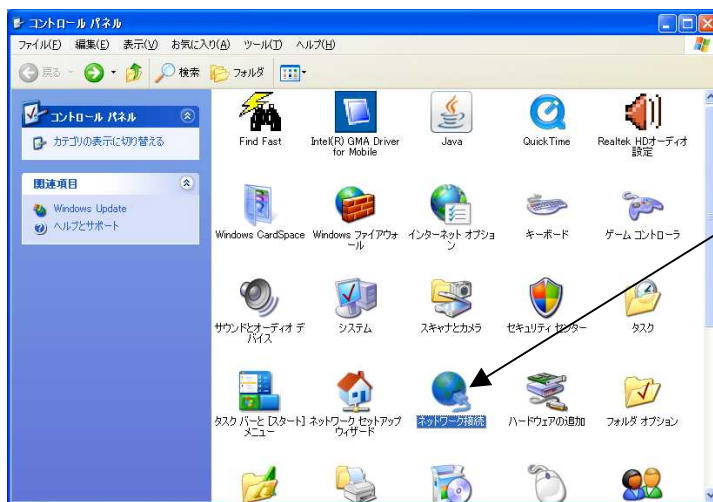 コントロール パネル
ファイル(F) 編集(E) 表示(V) お気に入り(A) ツール(T) ヘルプ(H)
戻る 検索 フォルダ
コントロール パネル
カテゴリの表示に切り替える
関連項目
Windows Update
ヘルプとサポート
Find Fast
Intel(R) GMA Driver
for Mobile
Java
QuickTime
Realtek HDオーディオ
設定
Windows CardSpace
Windows ファイアウォ
ール
インターネット オプショ
ン
キーボード
ゲーム コントローラ
サウンドとオーディオ デ
バイス
システム
スキャナとカメラ
セキュリティ センター
タスク
タスク バーと [スタート]
メニュー
ネットワーク セットアップ
ウィザード
ネットワーク接続
ハードウェアの追加
フォルダ オプション